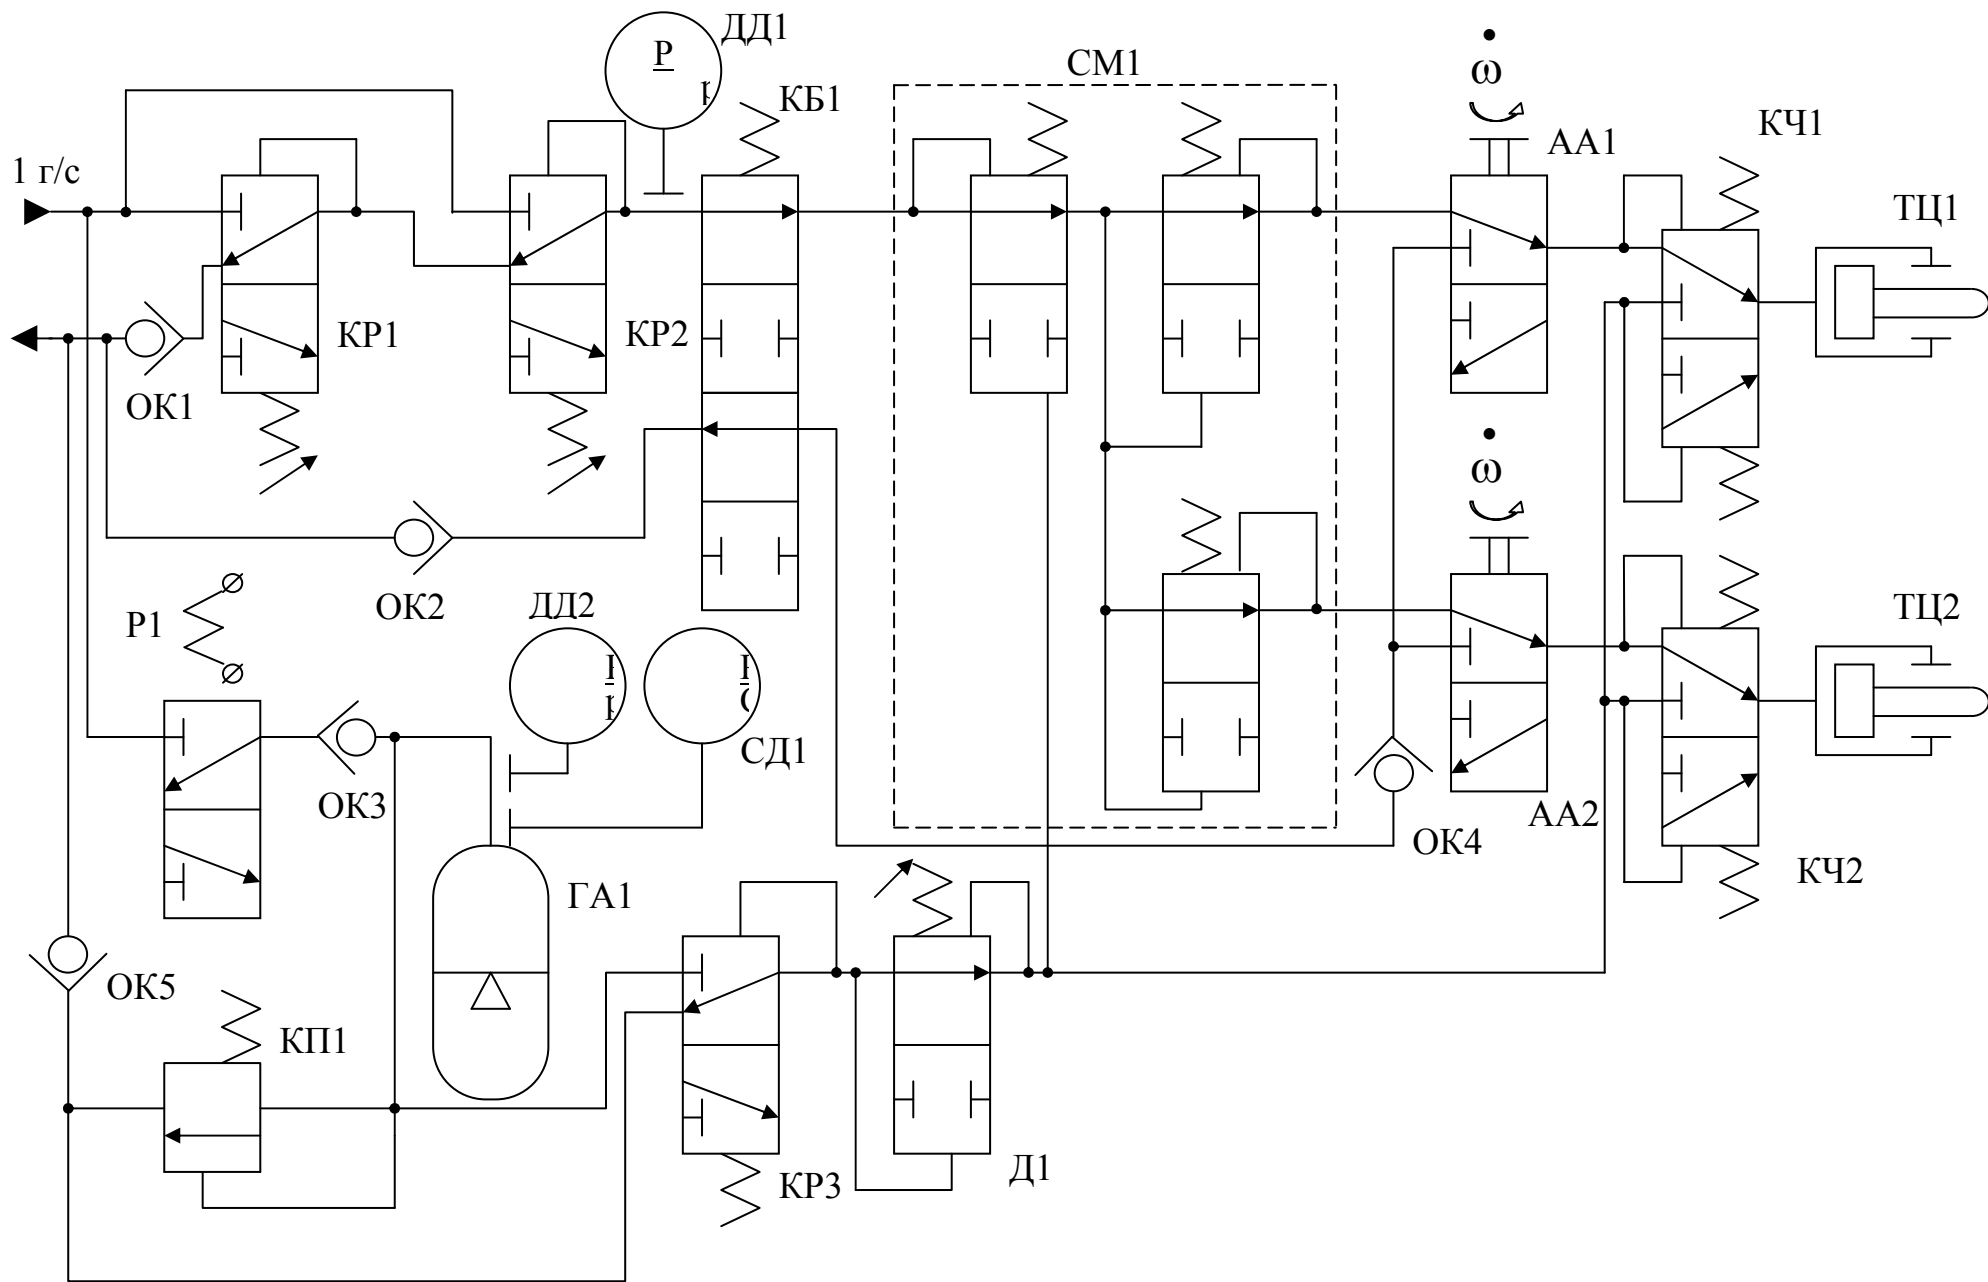 ДД1
Р
р
СМ1
ω
КБ1
КЧ1
АА1
1 г/с
ТЦ1
КР1
КР2
ОК1
ω
ОК2
ДД2
Р1
ТЦ2
р
СД1
ОК3
АА2
ОК4
КЧ2
ГА1
ОК5
КП1
Д1
КР3